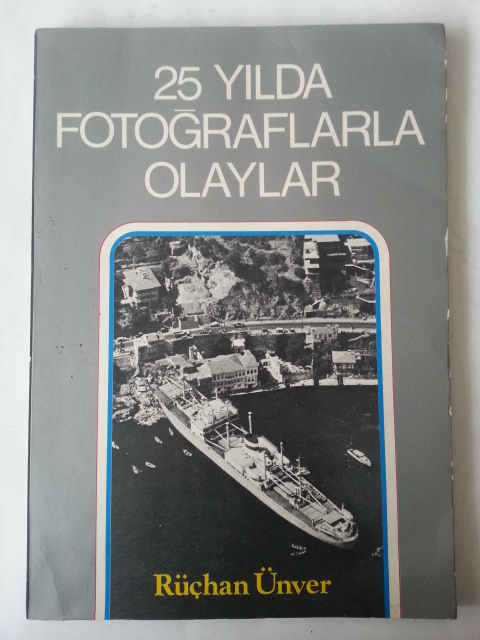 25 YILDA
FOTOĞRAFLARLA
OLAYLAR
Rüçhan Ünver